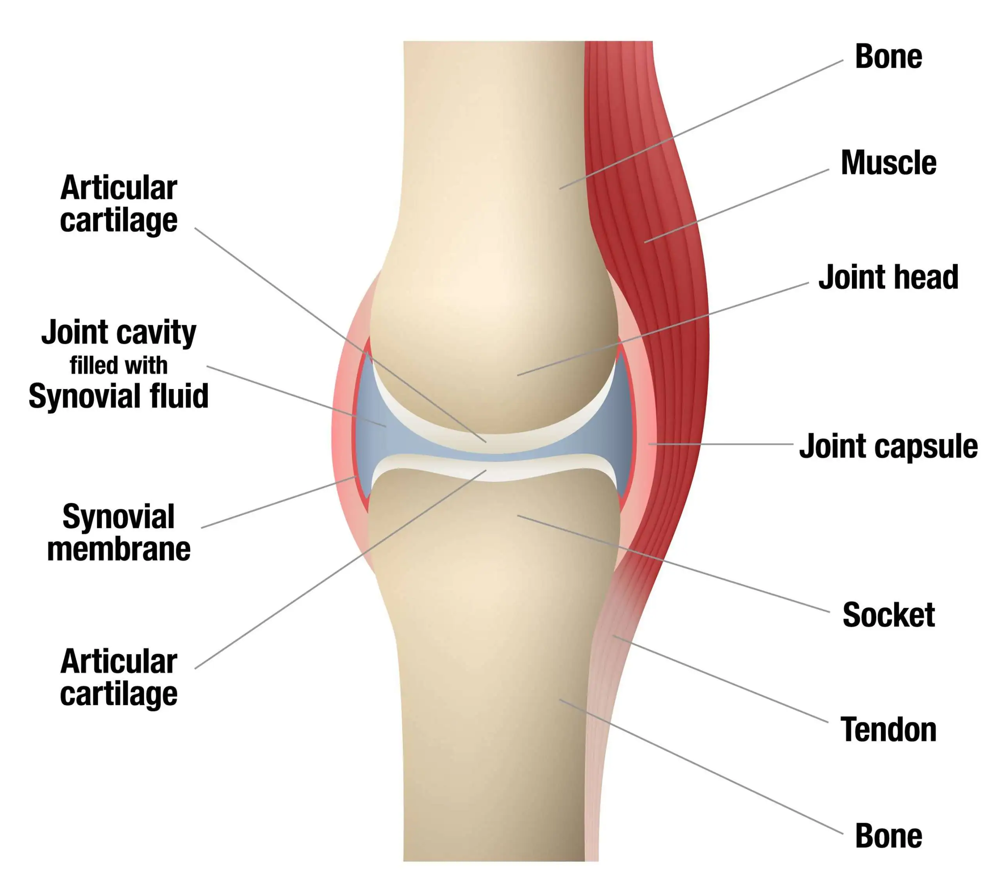 Articular
cartilage
Joint cavity
filled with
Synovial fluid
Synovial
membrane
Articular
cartilage
Bone
Muscle
Joint head
Joint capsule
Socket
Tendon
Bone